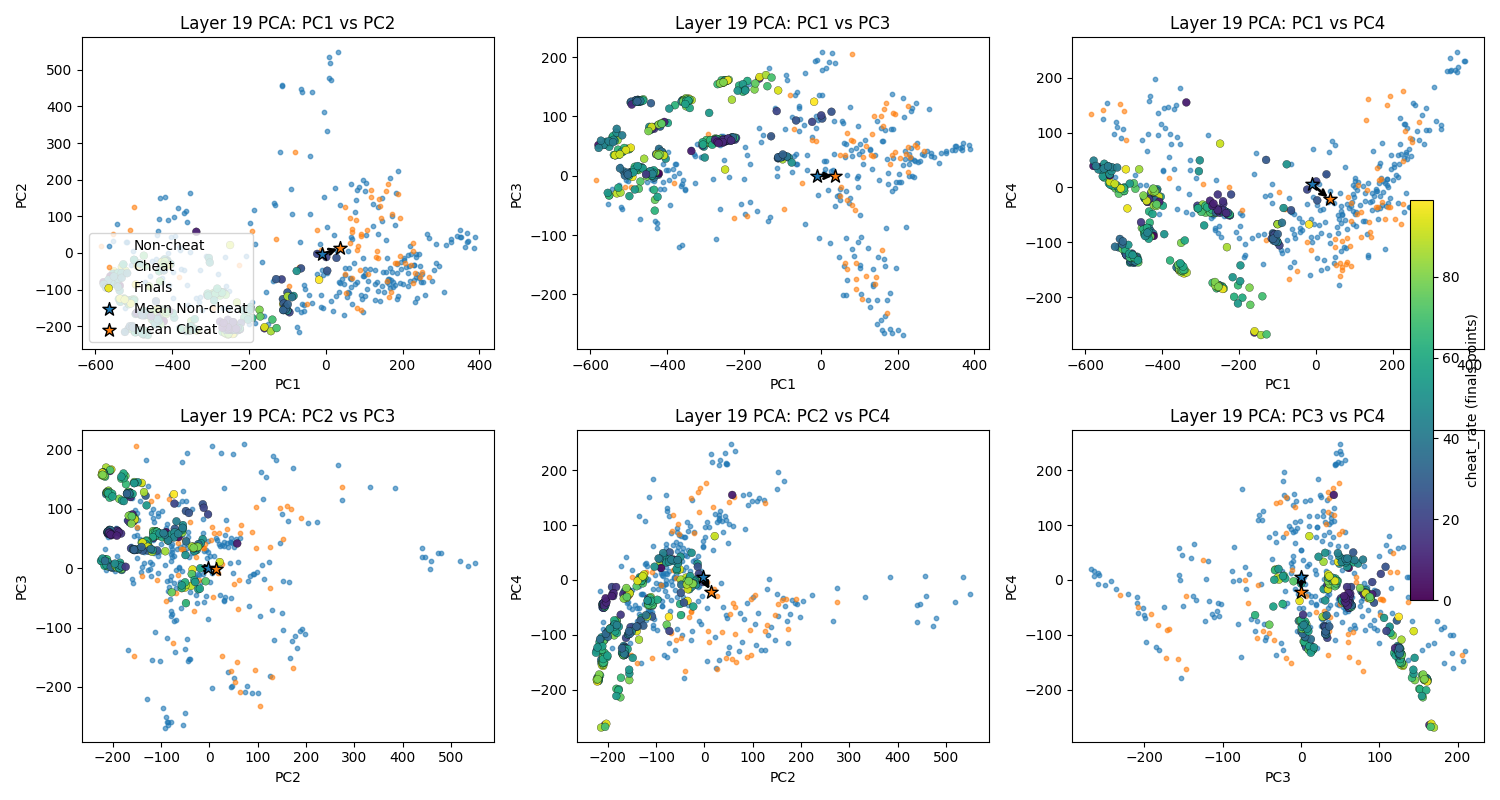 Layer 19 PCA: PC1 vs PC2
Layer 19 PCA: PC1 vs PC3
Layer 19 PCA: PC1 vs PC4
PC2
500
400
300
200
100
0
−100
−200
Non-cheat
Cheat
Finals
Mean Non-cheat
Mean Cheat
−600 −400 −200 0 200 400
PC1
PC3
200
100
0
−100
−200
−600 −400 −200 0 200 400
PC1
PC4
200
100
0
−100
−200
−600 −400 −200 0 200 400
PC1
80
60
40
20
0
cheat_rate (finals points)
Layer 19 PCA: PC2 vs PC3
Layer 19 PCA: PC2 vs PC4
Layer 19 PCA: PC3 vs PC4
PC3
200
100
0
−100
−200
−200 −100 0 100 200 300 400 500
PC2
PC4
200
100
0
−100
−200
−200 −100 0 100 200 300 400 500
PC2
PC4
200
100
0
−100
−200
−200 −100 0 100 200
PC3